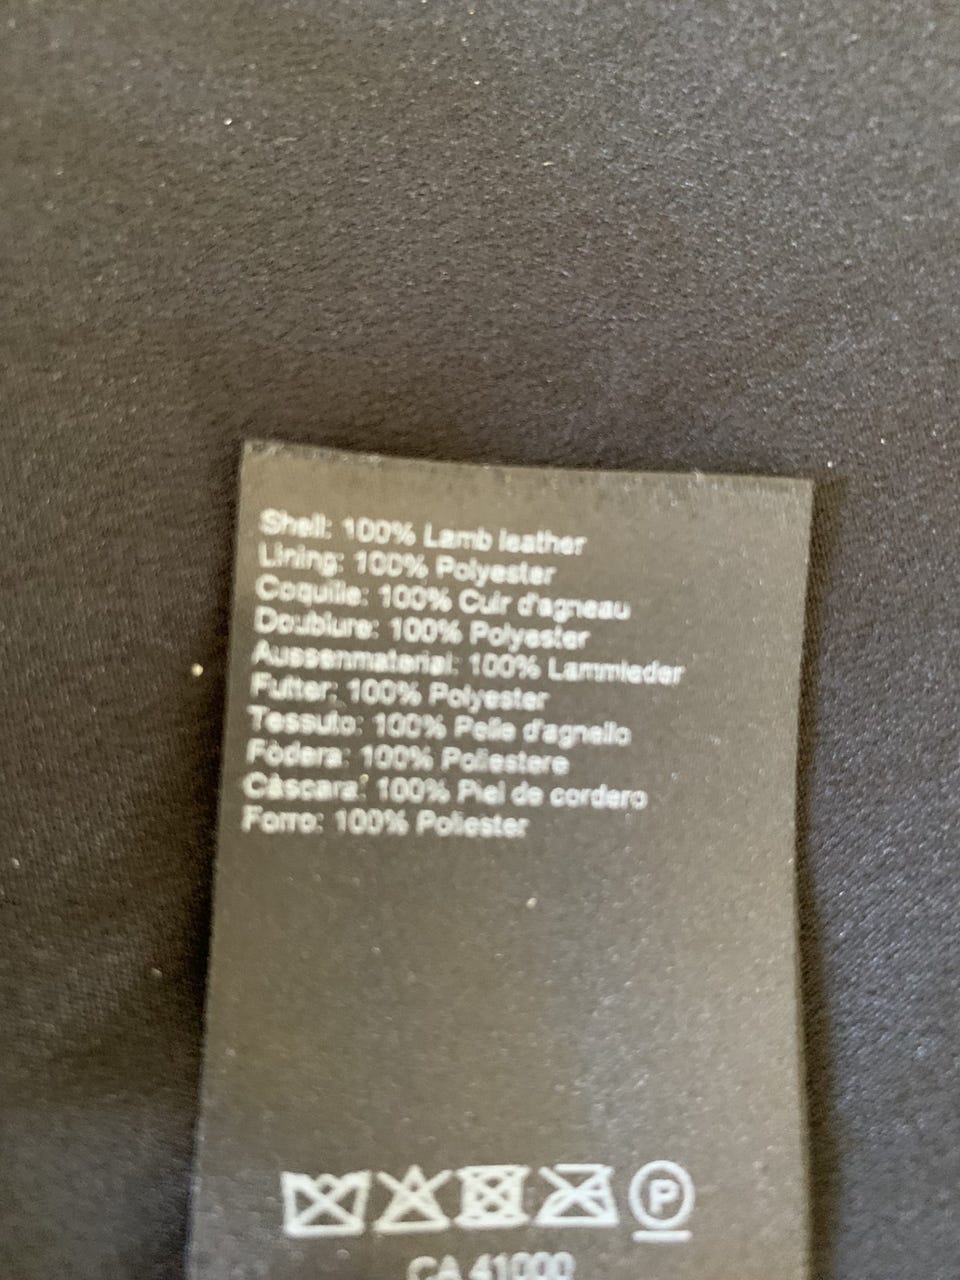 Shell: 100% Lamb leather
Lining: 100% Polyester
Coquille: 100% Cuir d'agneau
Doublure: 100% Polyester
Aussenmaterial: 100% Lammleder
Futter: 100% Polyester
Tessuto: 100% Pelle d'agnello
Fòdera: 100% Poliestere
Càscara: 100% Piel de cordero
Forro: 100% Poliester
P
CA 41000